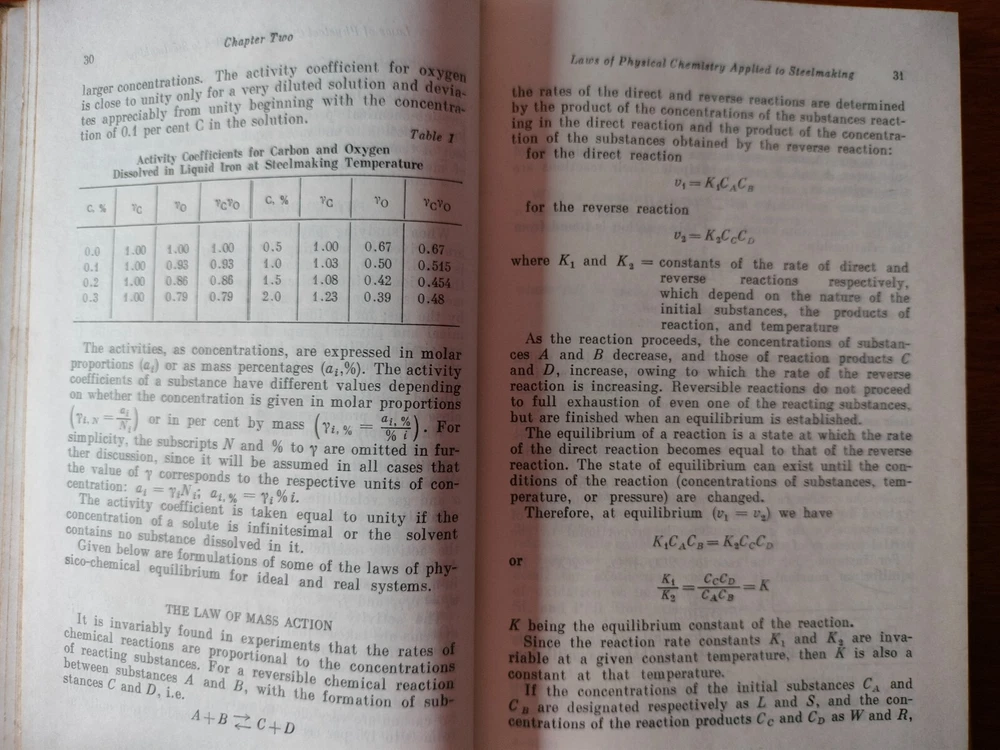 30
Chapter Two
larger concentrations. The activity coefficient for oxygen
is close to unity only for a very diluted solution and devia-
tes appreciably from unity beginning with the concentra-
tion of 0.1 per cent C in the solution.
Table 1
Activity Coefficients for Carbon and Oxygen
Dissolved in Liquid Iron at Steelmaking Temperature
C, % γC γO γCγO C, % γC γO γCγO
0.0 1.00 1.00 1.00 0.5 1.00 0.67 0.67
0.1 1.00 0.93 0.93 1.0 1.03 0.50 0.515
0.2 1.00 0.86 0.86 1.5 1.08 0.42 0.454
0.3 1.00 0.79 0.79 2.0 1.23 0.39 0.48
The activities, as concentrations, are expressed in molar
proportions (ai) or as mass percentages (ai,%). The activity
coefficients of a substance have different values depending
on whether the concentration is given in molar proportions
(γi, N = ai/Ni) or in per cent by mass (γi, % = ai, %/% i). For
simplicity, the subscripts N and % to γ are omitted in fur-
ther discussion, since it will be assumed in all cases that
the value of γ corresponds to the respective units of con-
centration: ai = γiNi; ai, % = γi%i.
The activity coefficient is taken equal to unity if the
concentration of a solute is infinitesimal or the solvent
contains no substance dissolved in it.
Given below are formulations of some of the laws of phy-
sico-chemical equilibrium for ideal and real systems.
THE LAW OF MASS ACTION
It is invariably found in experiments that the rates of
chemical reactions are proportional to the concentrations
of reacting substances. For a reversible chemical reaction
between substances A and B, with the formation of sub-
stances C and D, i.e.
A+B ⇄ C+D
Laws of Physical Chemistry Applied to Steelmaking
31
the rates of the direct and reverse reactions are determined
by the product of the concentrations of the substances react-
ing in the direct reaction and the product of the concentra-
tion of the substances obtained by the reverse reaction:
for the direct reaction
v1 = K1CACB
for the reverse reaction
v2 = K2CCCD
where K1 and K2 = constants of the rate of direct and
reverse reactions respectively,
which depend on the nature of the
initial substances, the products of
reaction, and temperature
As the reaction proceeds, the concentrations of substan-
ces A and B decrease, and those of reaction products C
and D, increase, owing to which the rate of the reverse
reaction is increasing. Reversible reactions do not proceed
to full exhaustion of even one of the reacting substances,
but are finished when an equilibrium is established.
The equilibrium of a reaction is a state at which the rate
of the direct reaction becomes equal to that of the reverse
reaction. The state of equilibrium can exist until the con-
ditions of the reaction (concentrations of substances, tem-
perature, or pressure) are changed.
Therefore, at equilibrium (v1 = v2) we have
K1CACB = K2CCCD
or
K1/K2 = CCCD/CACB = K
K being the equilibrium constant of the reaction.
Since the reaction rate constants K1 and K2 are inva-
riable at a given constant temperature, then K is also a
constant at that temperature.
If the concentrations of the initial substances CA and
CB are designated respectively as L and S, and the con-
centrations of the reaction products CC and CD as W and R,